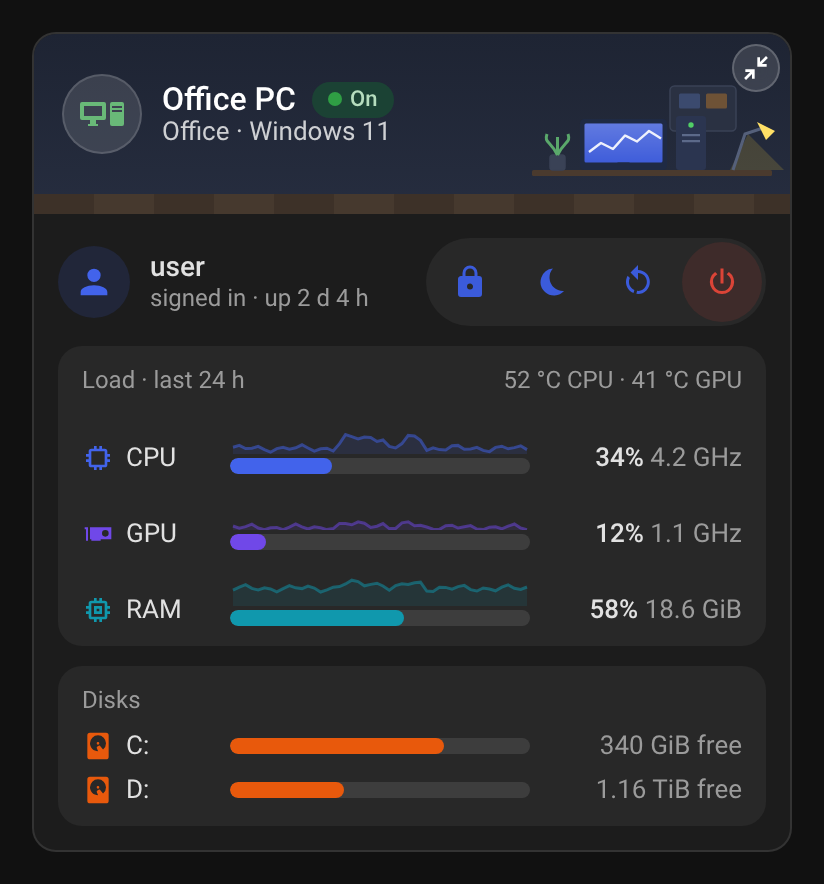 Office PC On
Office · Windows 11
user
signed in · up 2 d 4 h
Load · last 24 h 52 °C CPU · 41 °C GPU
CPU 34% 4.2 GHz
GPU 12% 1.1 GHz
RAM 58% 18.6 GiB
Disks
C: 340 GiB free
D: 1.16 TiB free